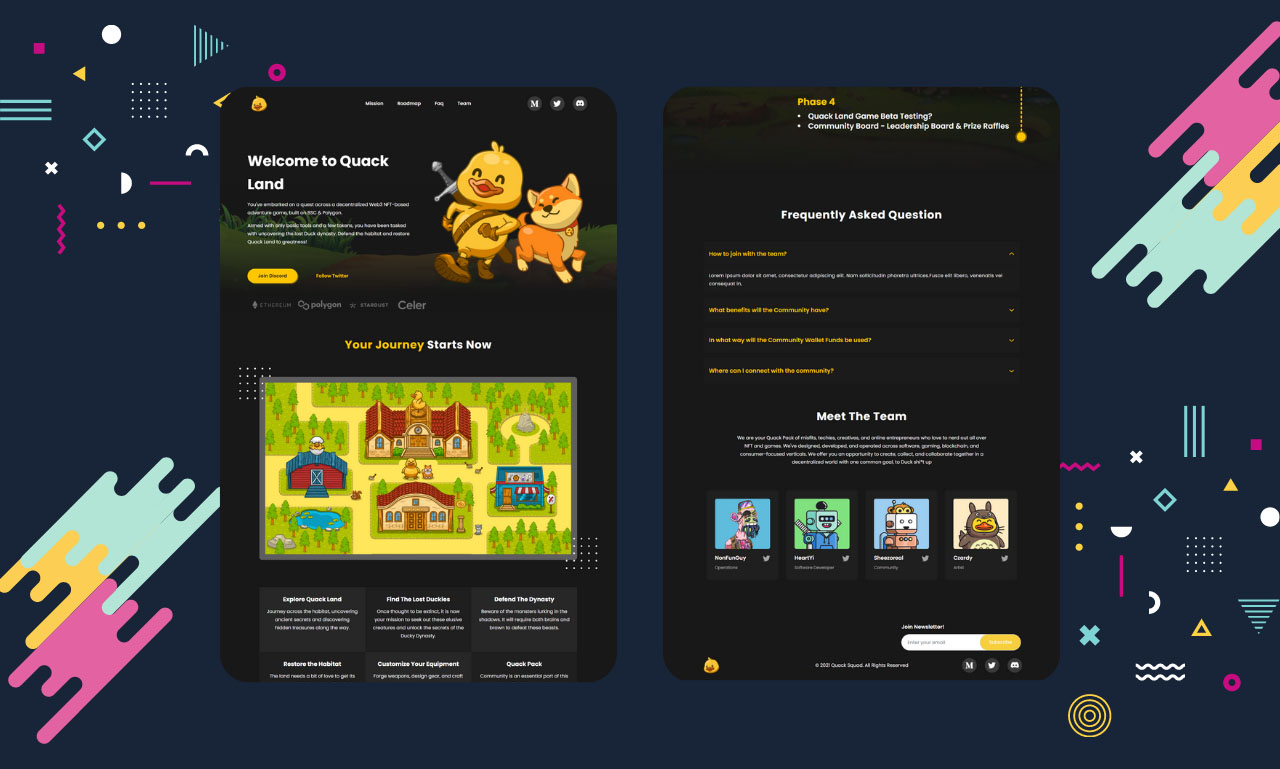 Mission Roadmap Faq Team
M
Welcome to Quack
Land
You've embarked on a quest across a decentralized Web3 NFT-based
adventure game, built on BSC & Polygon.
Armed with only basic tools and a few tokens, you have been tasked
with uncovering the lost Duck dynasty. Defend the habitat and restore
Quack Land to greatness!
Join Discord Follow Twitter
ETHEREUM polygon STARDUST Celer
Your Journey Starts Now
Explore Quack Land
Journey across the habitat, uncovering
ancient secrets and discovering
hidden treasures along the way.
Find The Lost Duckies
Once thought to be extinct, it is now
your mission to seek out these elusive
creatures and unlock the secrets of the
Ducky Dynasty.
Defend The Dynasty
Beware of the monsters lurking in the
shadows. It will require both brains and
brawn to defeat these beasts.
Restore the Habitat
The land needs a bit of love to get its
Customize Your Equipment
Forge weapons, design gear, and craft
Quack Pack
Community is an essential part of this
Phase 4
• Quack Land Game Beta Testing?
• Community Board - Leadership Board & Prize Raffles
Frequently Asked Question
How to join with the team?
Lorem ipsum dolor sit amet, consectetur adipiscing elit. Nam sollicitudin pharetra ultrices.Fusce elit libero, venenatis vel
consequat in,
What benefits will the Community have?
In what way will the Community Wallet Funds be used?
Where can I connect with the community?
Meet The Team
We are your Quack Pack of misfits, techies, creatives, and online entrepreneurs who love to nerd out all over
NFT and games. We've designed, developed, and operated across software, gaming, blockchain, and
consumer-focused verticals. We offer you an opportunity to create, collect, and collaborate together in a
decentralized world with one common goal, to Duck sh!*t up
NonFunGuy
Operations
HeartYi
Software Developer
Sheezoreal
Community
Czardy
Artist
Join Newsletter!
Enter your email Subscribe
© 2021 Quack Squad. All Rights Reserved
M